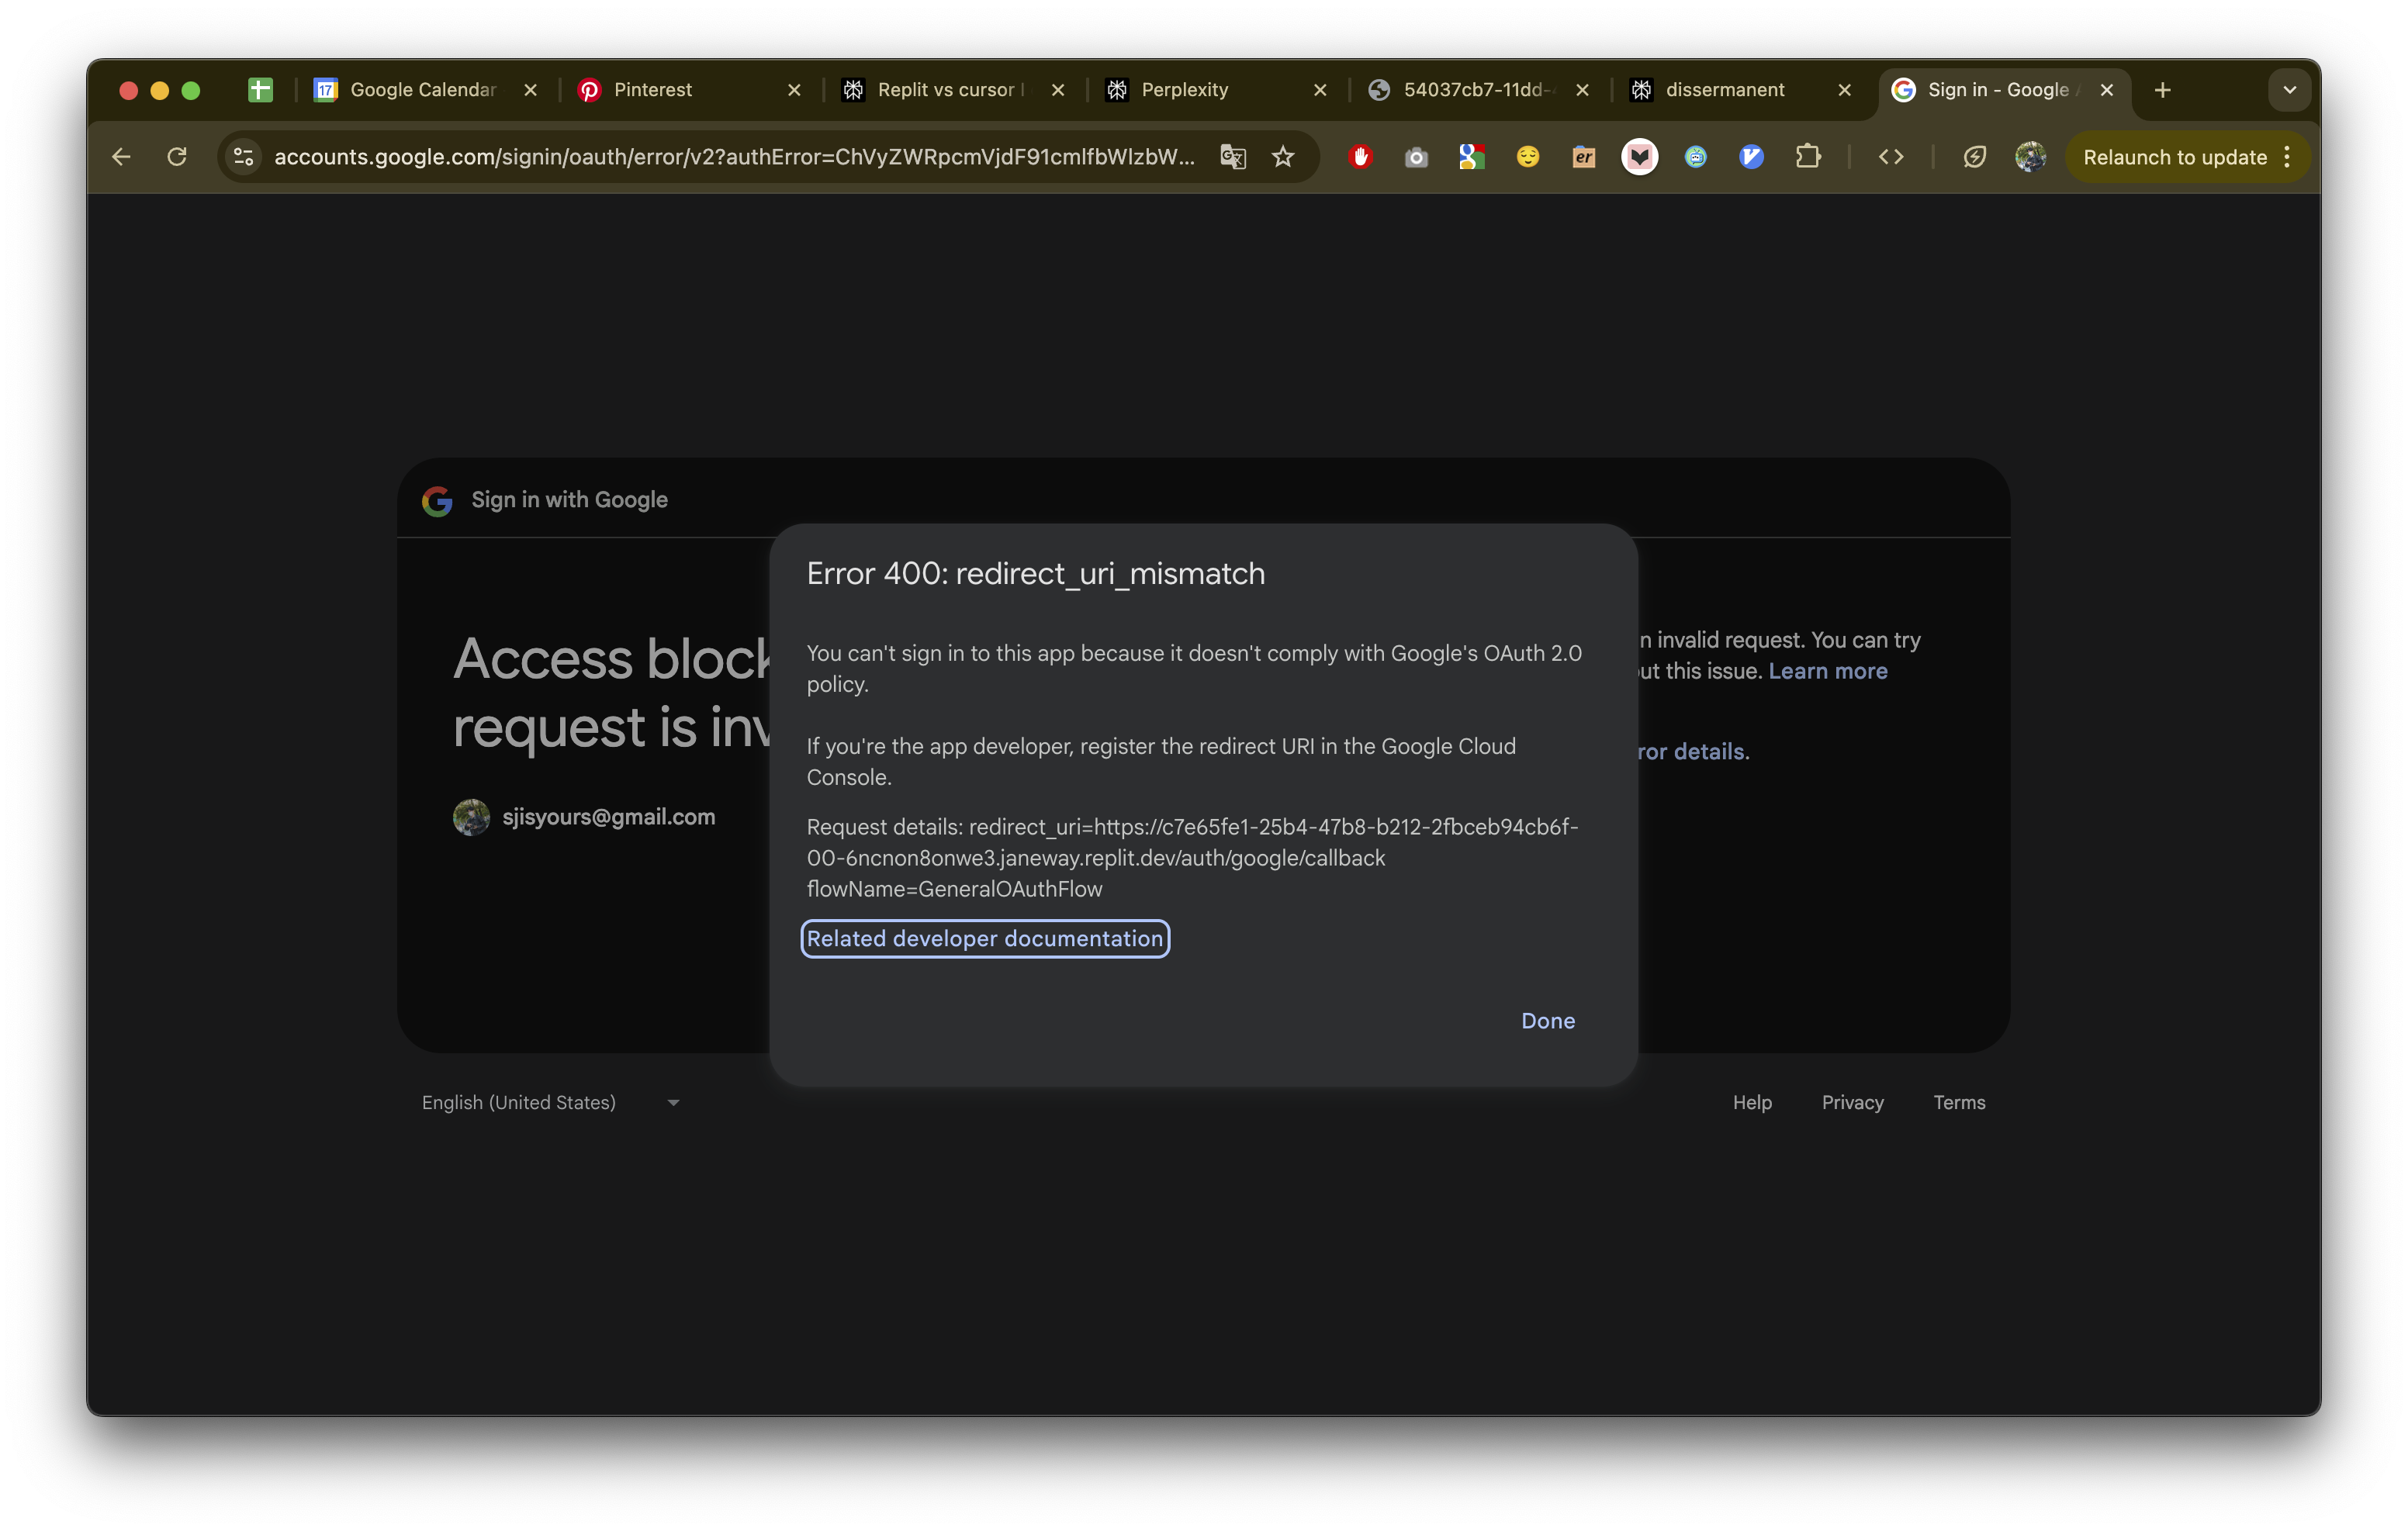 Google Calendar
Pinterest
Replit vs cursor
Perplexity
54037cb7-11dd-
dissermanent
Sign in - Google
accounts.google.com/signin/oauth/error/v2?authError=ChVyZWRpcmVjdF91cmlfbWlzbW...
Relaunch to update
Sign in with Google
Error 400: redirect_uri_mismatch
You can't sign in to this app because it doesn't comply with Google's OAuth 2.0
policy.
If you're the app developer, register the redirect URI in the Google Cloud
Console.
Request details: redirect_uri=https://c7e65fe1-25b4-47b8-b212-2fbceb94cb6f-
00-6ncnon8onwe3.janeway.replit.dev/auth/google/callback
flowName=GeneralOAuthFlow
Related developer documentation
Done
Access block
request is inv
sjisyours@gmail.com
n invalid request. You can try
ut this issue. Learn more
ror details.
English (United States)
Help
Privacy
Terms
17
er